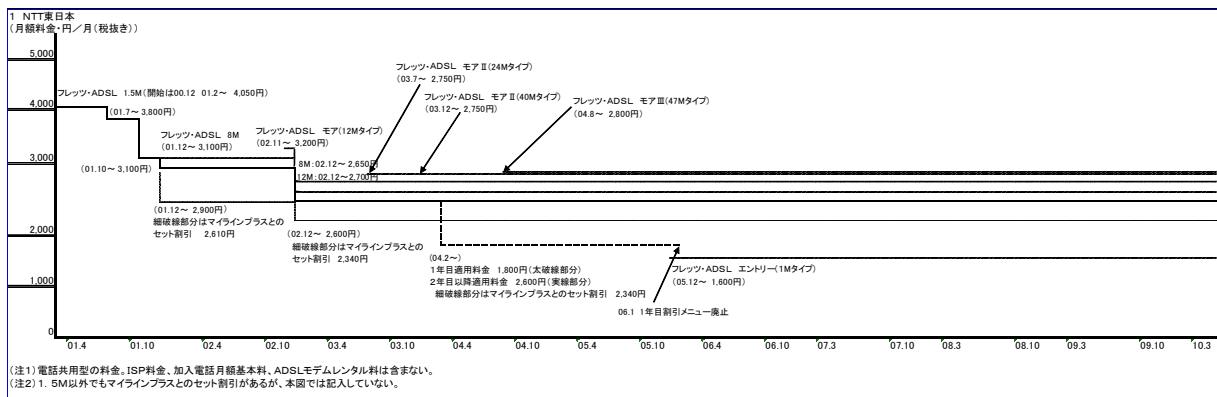 1 NTT東日本
(月額料金・円/月(税抜き))
5,000
4,000
3,000
2,000
1,000
0
フレッツ・ADSL 1.5M(開始は00.12 01.2~ 4,050円)
(01.7~ 3,800円)
(01.10~ 3,100円)
フレッツ・ADSL 8M
(01.12~ 3,100円)
フレッツ・ADSL モア(12Mタイプ)
(02.11~ 3,200円)
フレッツ・ADSL モアⅡ(24Mタイプ)
(03.7~ 2,750円)
フレッツ・ADSL モアⅡ(40Mタイプ)
(03.12~ 2,750円)
フレッツ・ADSL モアⅢ(47Mタイプ)
(04.8~ 2,800円)
8M:02.12~ 2,650円
12M:02.12~2,700円
(01.12~ 2,900円)
細破線部分はマイラインプラスとの
セット割引 2,610円
(02.12~ 2,600円)
細破線部分はマイラインプラスとの
セット割引 2,340円
(04.2~)
1年目適用料金 1,800円(太破線部分)
2年目以降適用料金 2,600円(実線部分)
細破線部分はマイラインプラスとのセット割引 2,340円
フレッツ・ADSL エントリー(1Mタイプ)
(05.12~ 1,600円)
06.1 1年目割引メニュー廃止
01.4 01.10 02.4 02.10 03.4 03.10 04.4 04.10 05.4 05.10 06.4 06.10 07.3 07.10 08.3 08.10 09.3 09.10 10.3
(注1)電話共用型の料金。ISP料金、加入電話月額基本料、ADSLモデムレンタル料は含まない。
(注2)1.5M以外でもマイラインプラスとのセット割引があるが、本図では記入していない。